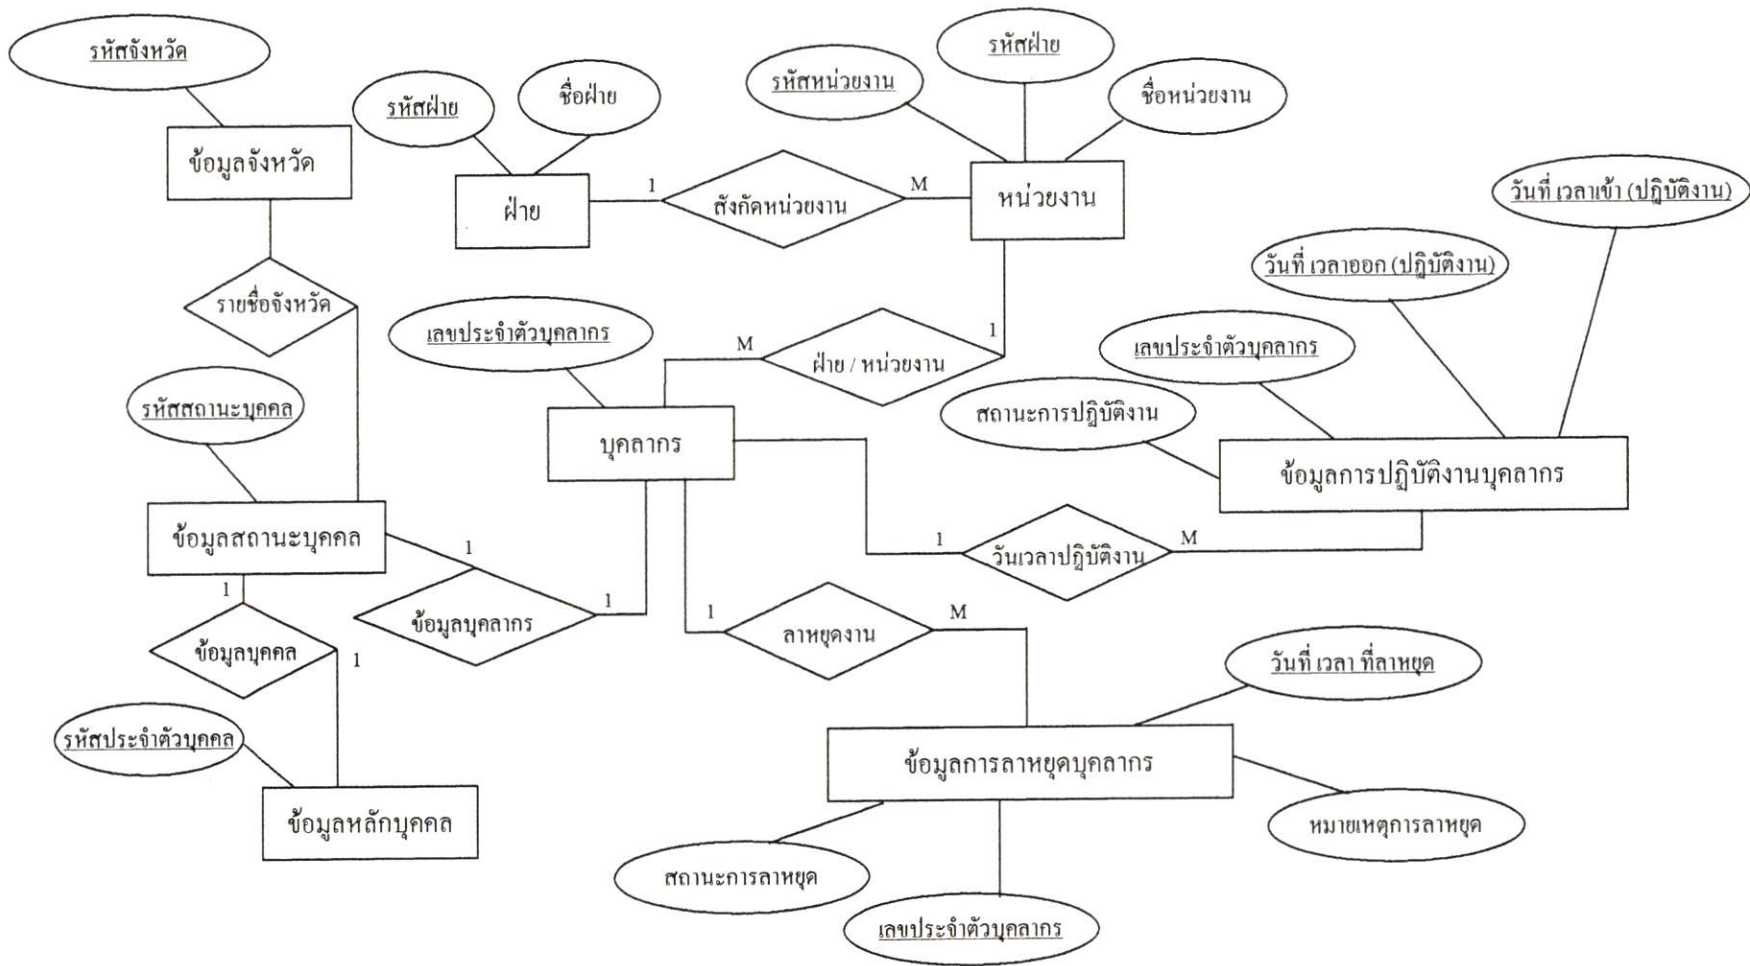 รหัสจังหวัด
รหัสฝ่าย
ชื่อฝ่าย
รหัสหน่วยงาน
รหัสฝ่าย
ชื่อหน่วยงาน
ข้อมูลจังหวัด
ฝ่าย
1
สังกัดหน่วยงาน
M
หน่วยงาน
วันที่ เวลาเข้า (ปฏิบัติงาน)
วันที่ เวลาออก (ปฏิบัติงาน)
รายชื่อจังหวัด
เลขประจำตัวบุคลากร
M
ฝ่าย / หน่วยงาน
1
เลขประจำตัวบุคลากร
รหัสสถานะบุคคล
สถานะการปฏิบัติงาน
บุคลากร
ข้อมูลการปฏิบัติงานบุคลากร
ข้อมูลสถานะบุคคล
1
1
วันเวลาปฏิบัติงาน
M
1
ข้อมูลบุคลากร
1
1
ลาหยุดงาน
M
ข้อมูลบุคคล
1
วันที่ เวลา ที่ลาหยุด
รหัสประจำตัวบุคคล
ข้อมูลการลาหยุดบุคลากร
ข้อมูลหลักบุคคล
หมายเหตุการลาหยุด
สถานะการลาหยุด
เลขประจำตัวบุคลากร